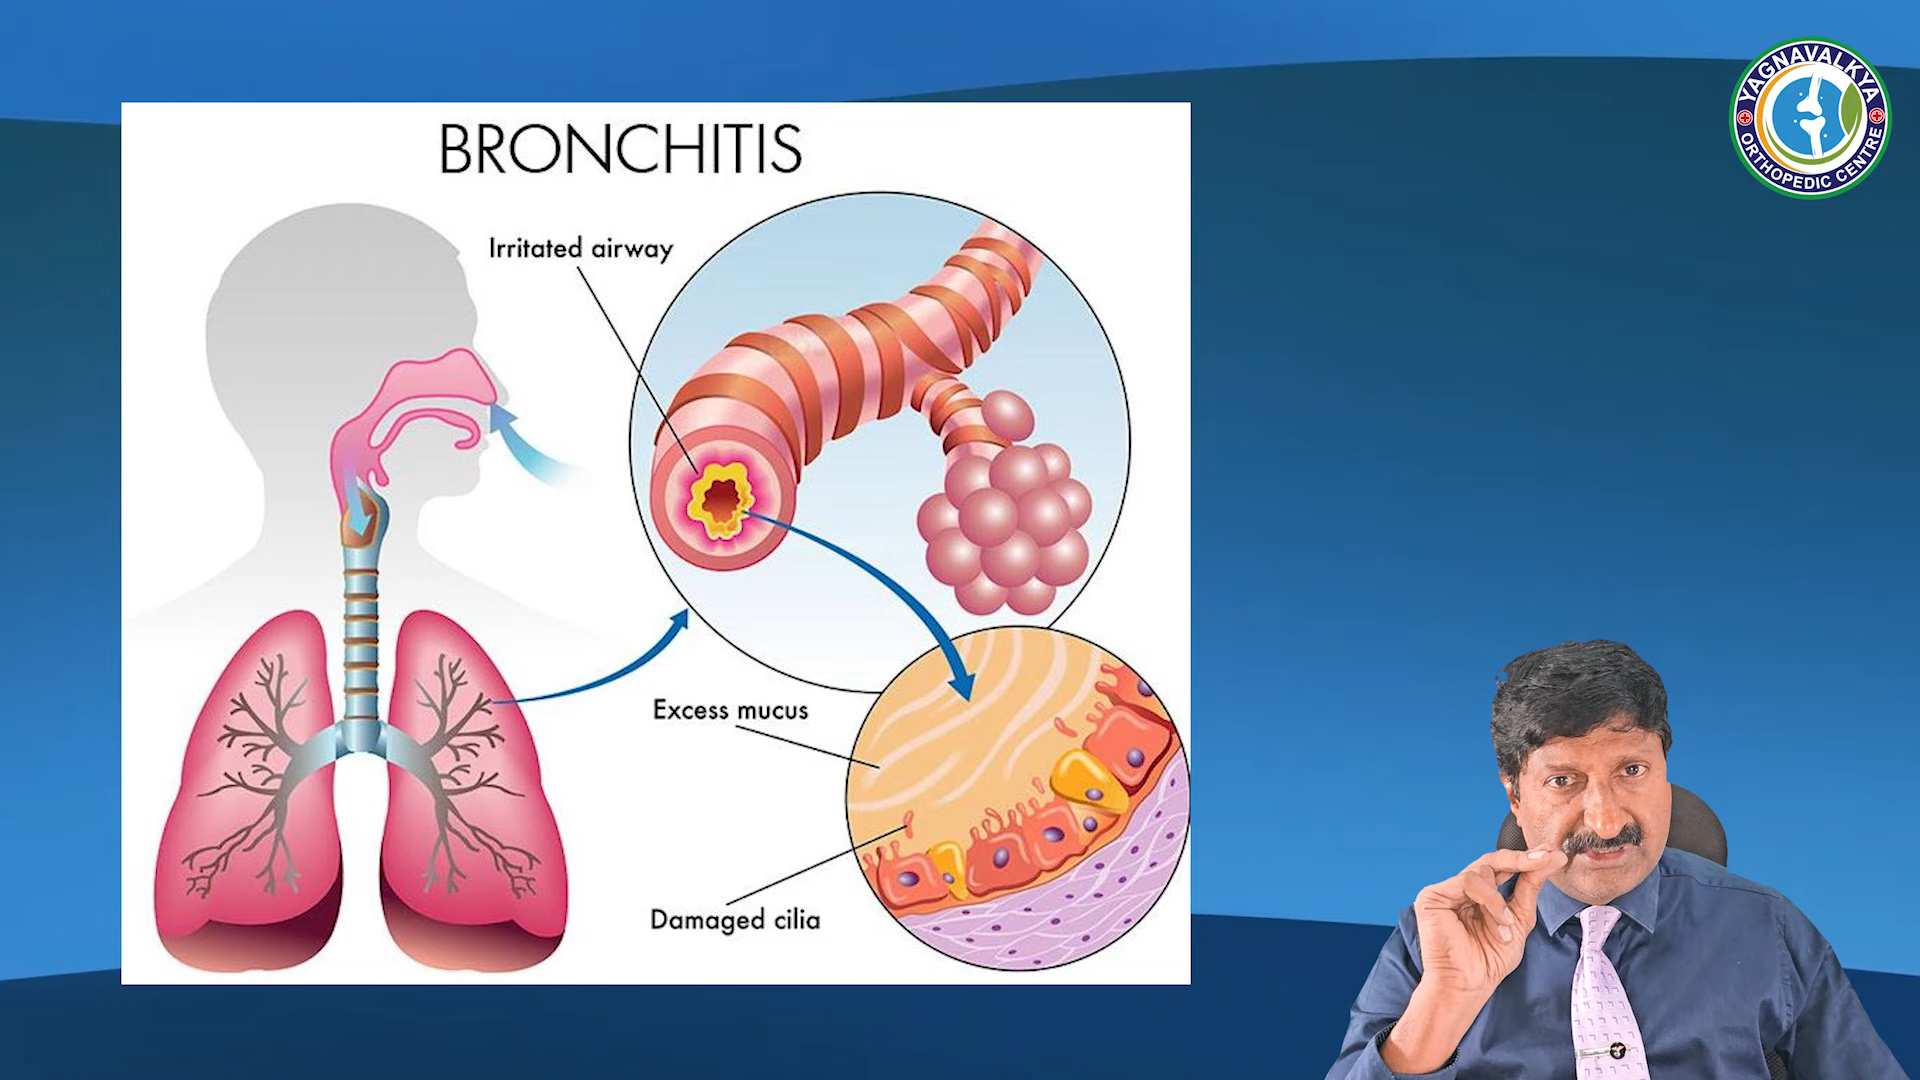 BRONCHITIS
Irritated airway
Excess mucus
Damaged cilia
YAGNAVALKYA
ORTHOPEDIC CENTRE